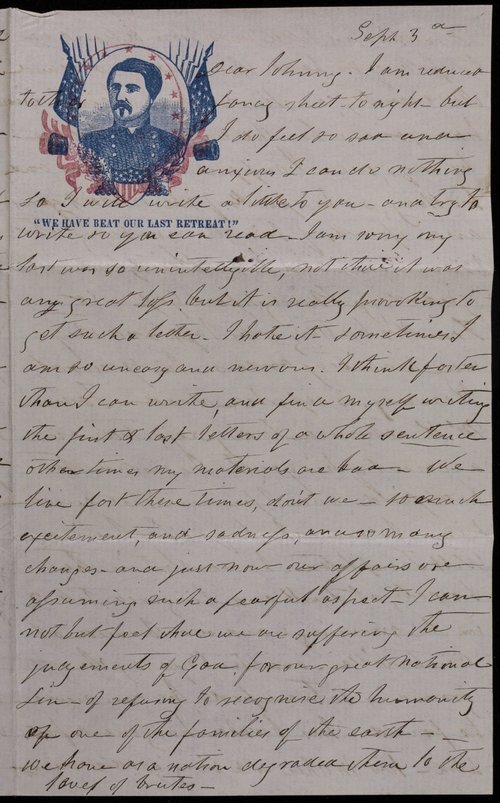 Sept 3d
Dear Johnny. I am reduced
to the fancy sheet to night - but
I do feel so sad and
anxious I can do nothing
So I will write a little to you - and try to
"WE HAVE BEAT OUR LAST RETREAT!"
write so you can read - I am sorry my
last was so unintelligible, not that it was
any great loss but it is really provoking to
get such a letter - I hate it - sometimes I
am so uneasy and nervous. I think faster
than I can write, and find myself writing
the first & last letters of a whole sentence
other times my materials are bad - We
live fast these times, don't we - so much
excitement, and sadness, and so many
changes - and just now our affairs are
assuming such a fearful aspect - I can
not but feel that we are suffering the
judgements of God, for our great National
Sin - of refusing to recognise the humanity
of one of the families of the earth -
we have as a nation degraded them to the
level of brutes -